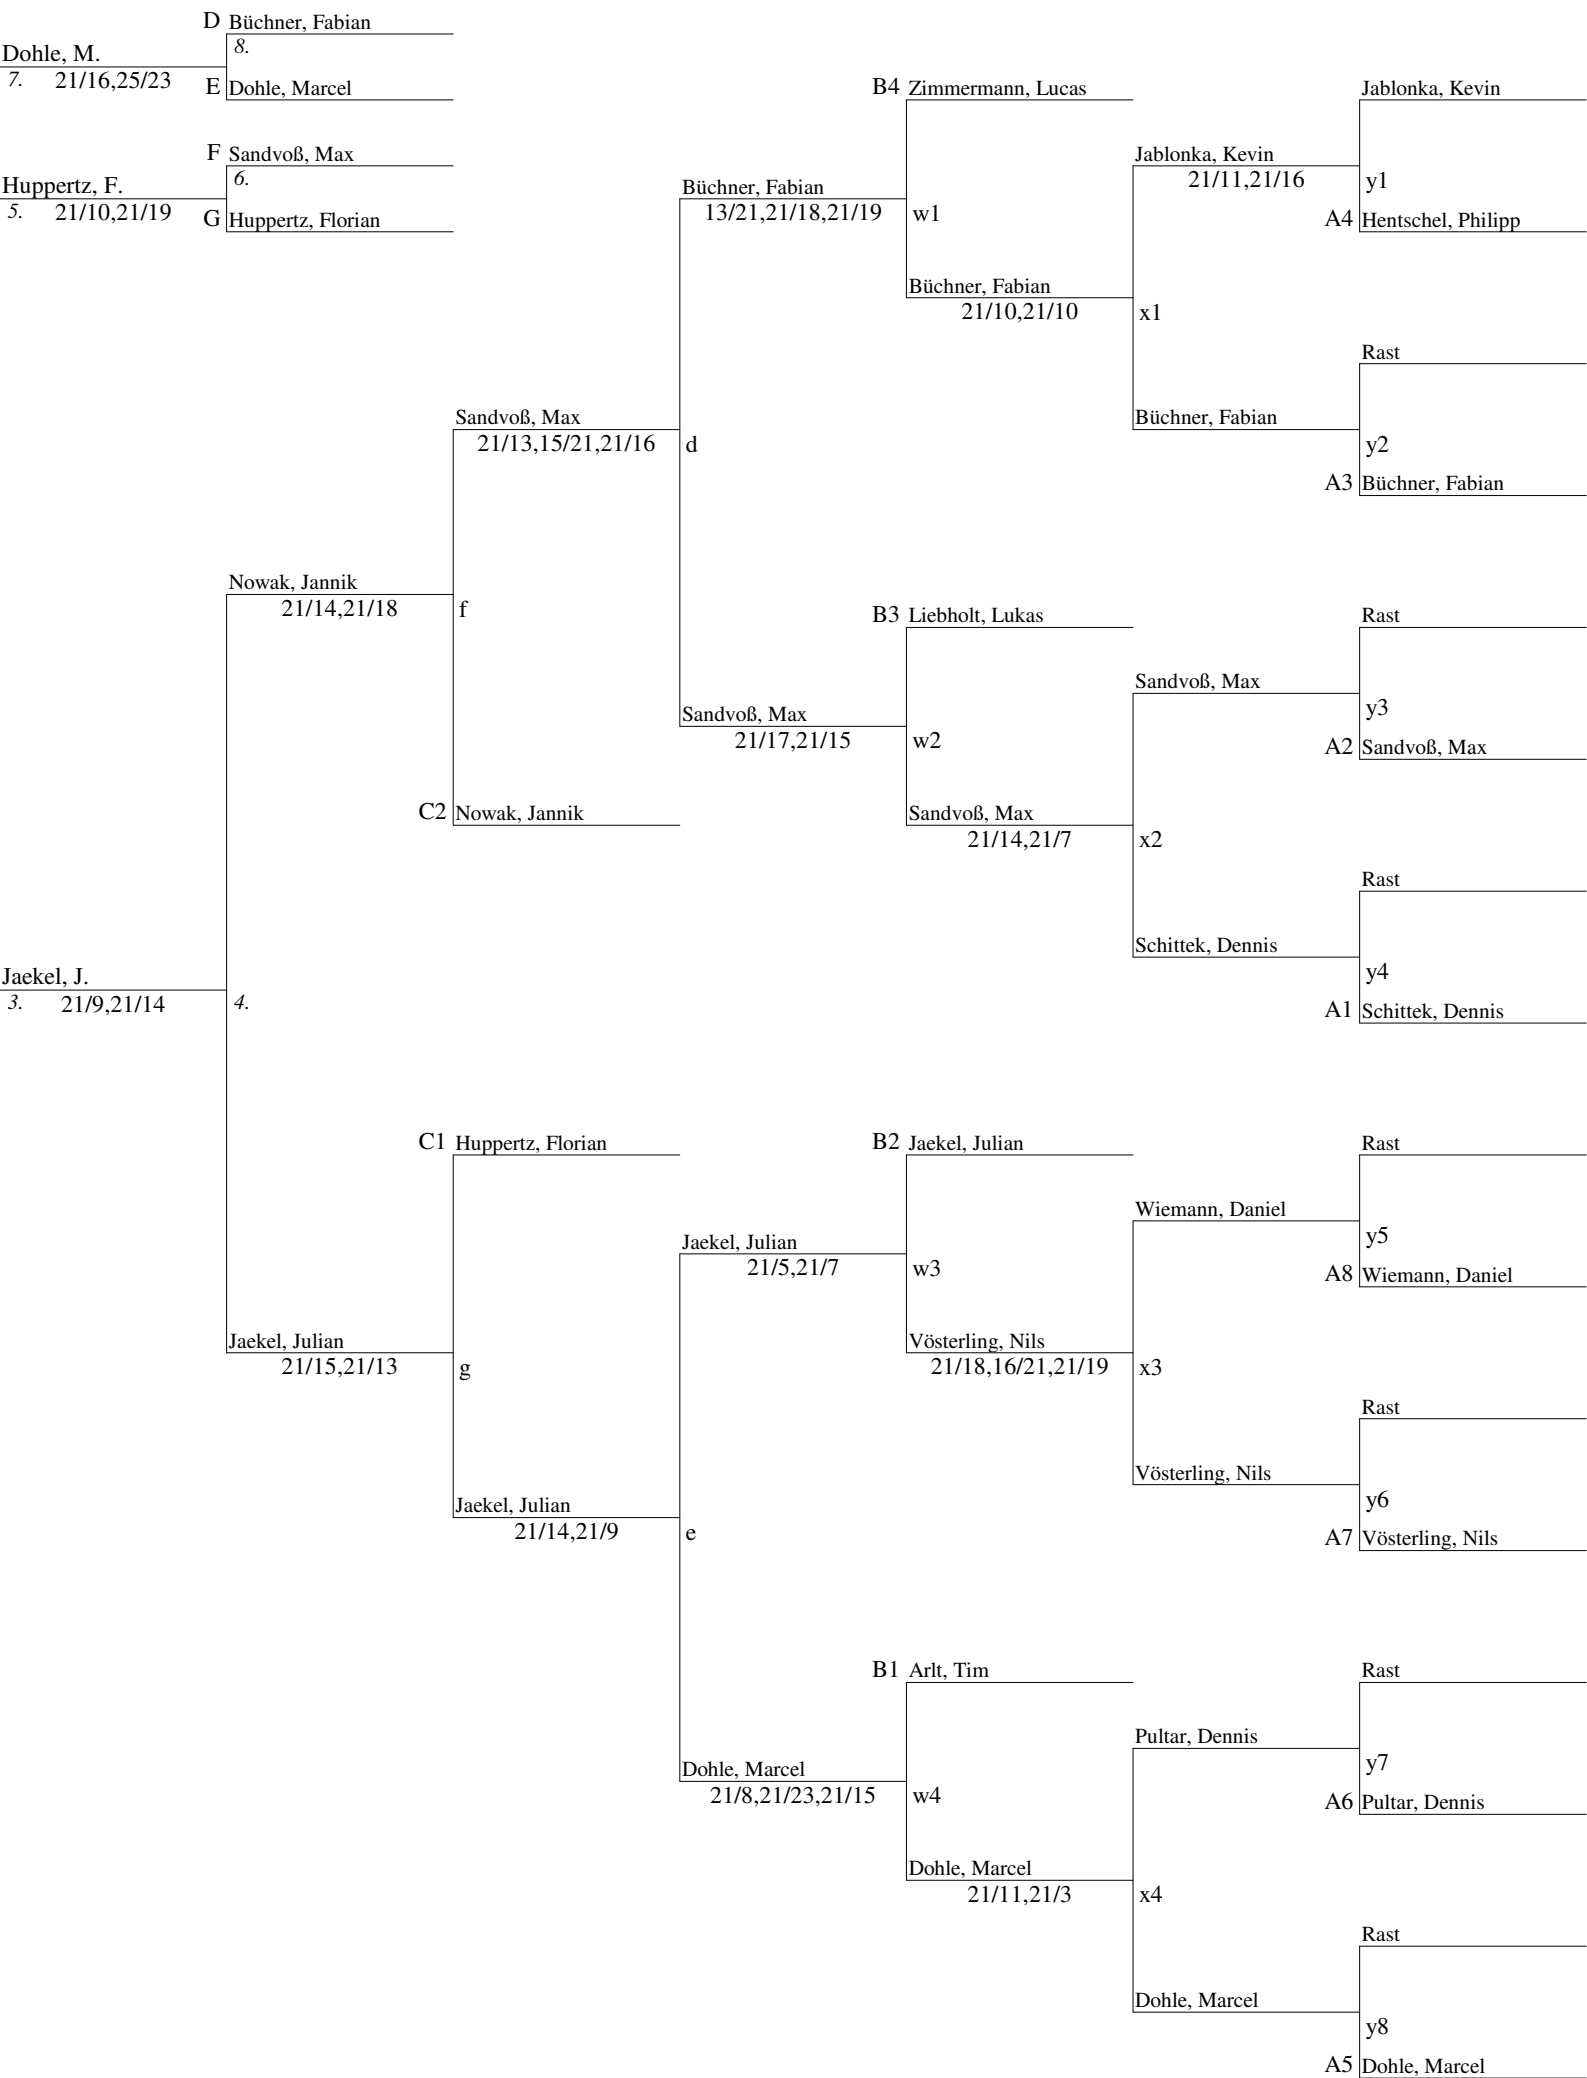 D Büchner, Fabian
8.
Dohle, M.
7. 21/16,25/23
E Dohle, Marcel
F Sandvoß, Max
6.
Huppertz, F.
5. 21/10,21/19
G Huppertz, Florian
Nowak, Jannik
21/14,21/18
Jaekel, J.
3. 21/9,21/14
4.
Jaekel, Julian
21/15,21/13
Sandvoß, Max
21/13,15/21,21/16
f
C2 Nowak, Jannik
C1 Huppertz, Florian
g
Jaekel, Julian
21/14,21/9
Büchner, Fabian
13/21,21/18,21/19
d
Sandvoß, Max
21/17,21/15
Jaekel, Julian
21/5,21/7
e
Dohle, Marcel
21/8,21/23,21/15
B4 Zimmermann, Lucas
w1
Büchner, Fabian
21/10,21/10
B3 Liebholt, Lukas
w2
Sandvoß, Max
21/14,21/7
B2 Jaekel, Julian
w3
Vösterling, Nils
21/18,16/21,21/19
B1 Arlt, Tim
w4
Dohle, Marcel
21/11,21/3
Jablonka, Kevin
21/11,21/16
x1
Büchner, Fabian
Sandvoß, Max
x2
Schittek, Dennis
Wiemann, Daniel
x3
Vösterling, Nils
Pultar, Dennis
x4
Dohle, Marcel
Jablonka, Kevin
y1
A4 Hentschel, Philipp
Rast
y2
A3 Büchner, Fabian
Rast
y3
A2 Sandvoß, Max
Rast
y4
A1 Schittek, Dennis
Rast
y5
A8 Wiemann, Daniel
Rast
y6
A7 Vösterling, Nils
Rast
y7
A6 Pultar, Dennis
Rast
y8
A5 Dohle, Marcel